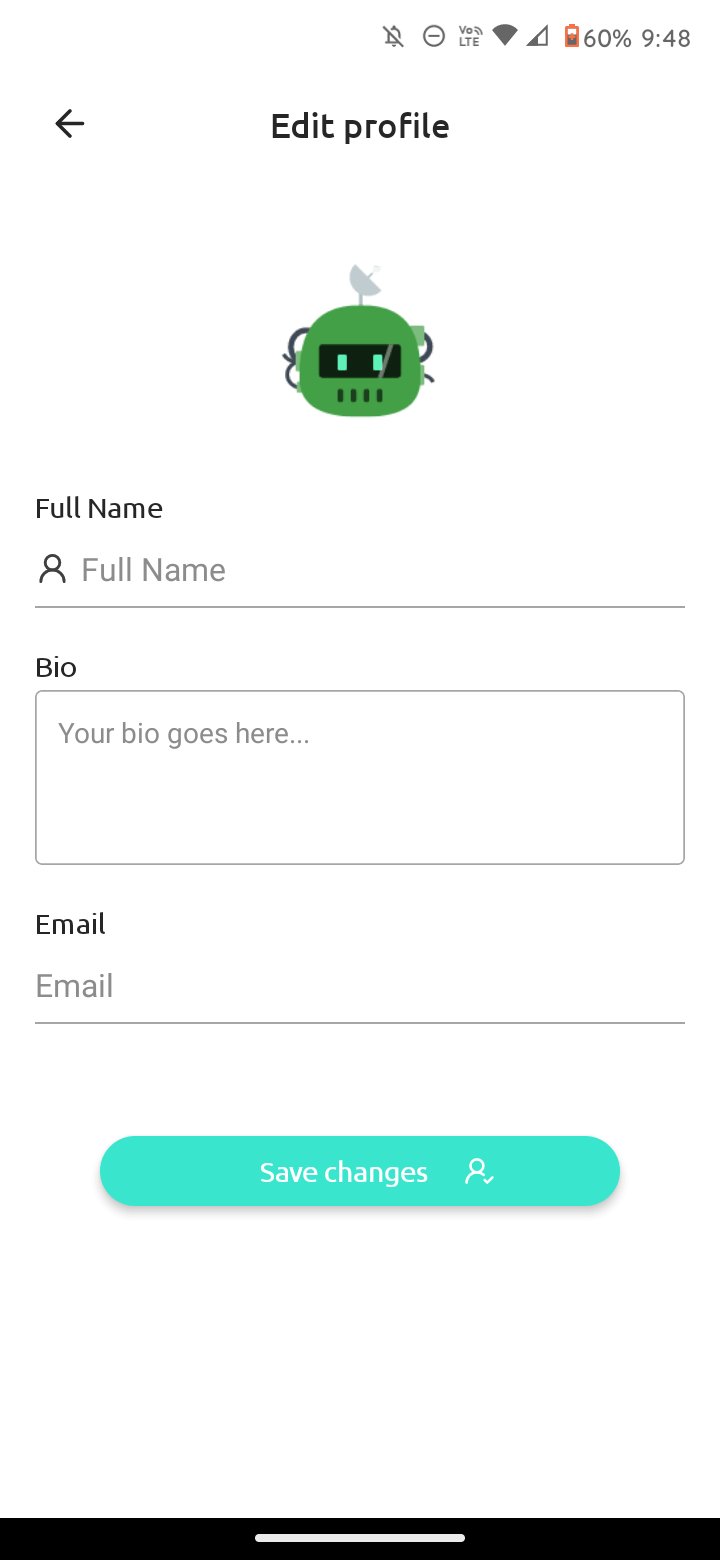 Vo LTE 60% 9:48
Edit profile
Full Name
Full Name
Bio
Your bio goes here...
Email
Email
Save changes